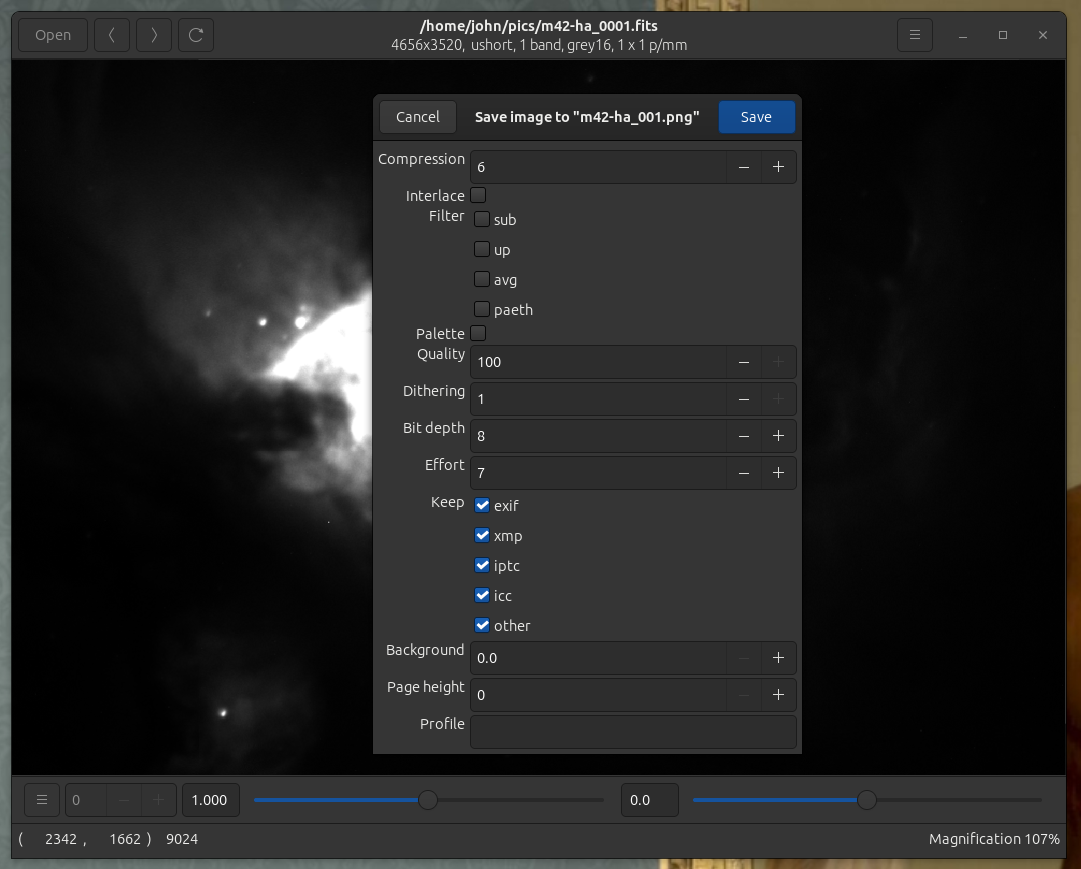 Open
/home/john/pics/m42-ha_0001.fits
4656x3520, ushort, 1 band, grey16, 1 x 1 p/mm
Cancel
Save image to "m42-ha_001.png"
Save
Compression 6
Interlace
Filter
sub
up
avg
paeth
Palette
Quality 100
Dithering 1
Bit depth 8
Effort 7
Keep
exif
xmp
iptc
icc
other
Background 0.0
Page height 0
Profile
0 1.000 0.0
( 2342 , 1662 ) 9024
Magnification 107%